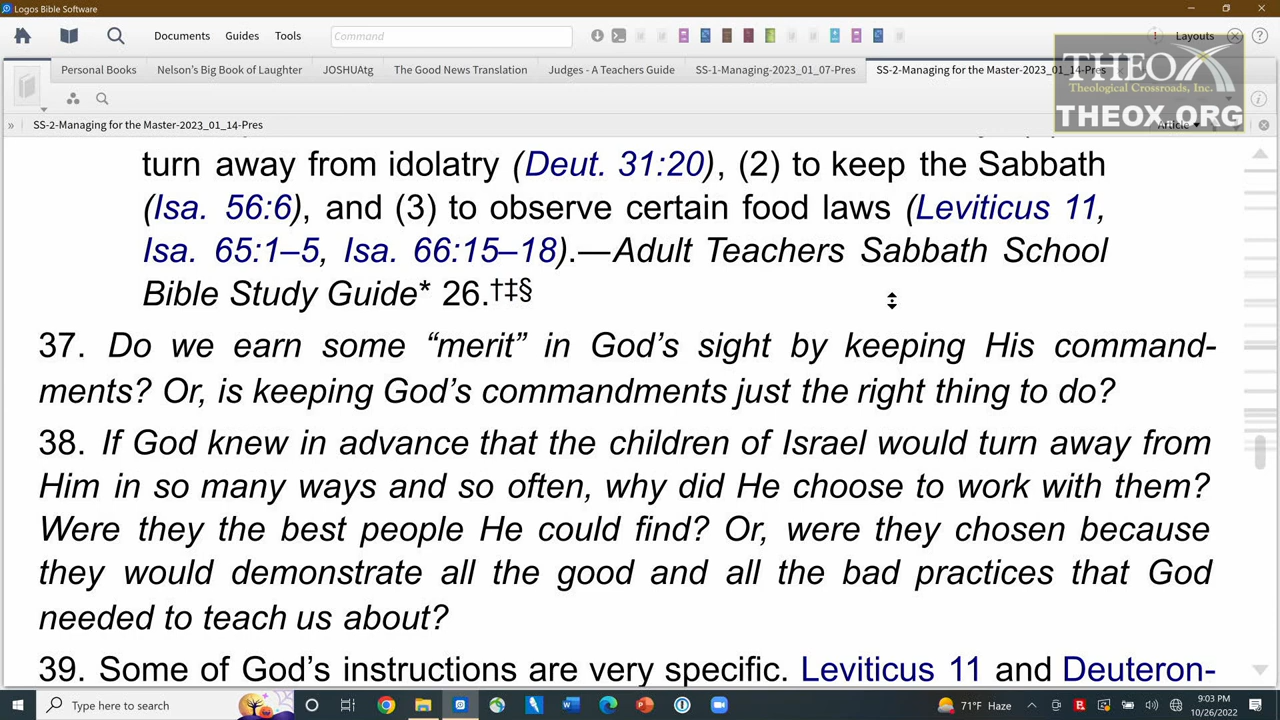 Logos Bible Software
Documents Guides Tools Command Layouts
Personal Books Nelson's Big Book of Laughter JOSHU The Good News Translation Judges - A Teachers Guide SS-1-Managing-2023_01_07-Pres SS-2-Managing for the Master-2023_01_14-Pres
THEOX
Theological Crossroads, Inc.
THEOX.ORG
SS-2-Managing for the Master-2023_01_14-Pres Article
turn away from idolatry (Deut. 31:20), (2) to keep the Sabbath
(Isa. 56:6), and (3) to observe certain food laws (Leviticus 11,
Isa. 65:1–5, Isa. 66:15–18).—Adult Teachers Sabbath School
Bible Study Guide* 26.†‡§
37. Do we earn some “merit” in God’s sight by keeping His command-
ments? Or, is keeping God’s commandments just the right thing to do?
38. If God knew in advance that the children of Israel would turn away from
Him in so many ways and so often, why did He choose to work with them?
Were they the best people He could find? Or, were they chosen because
they would demonstrate all the good and all the bad practices that God
needed to teach us about?
39. Some of God’s instructions are very specific. Leviticus 11 and Deuteron-
Type here to search
71°F Haze
9:03 PM
10/26/2022